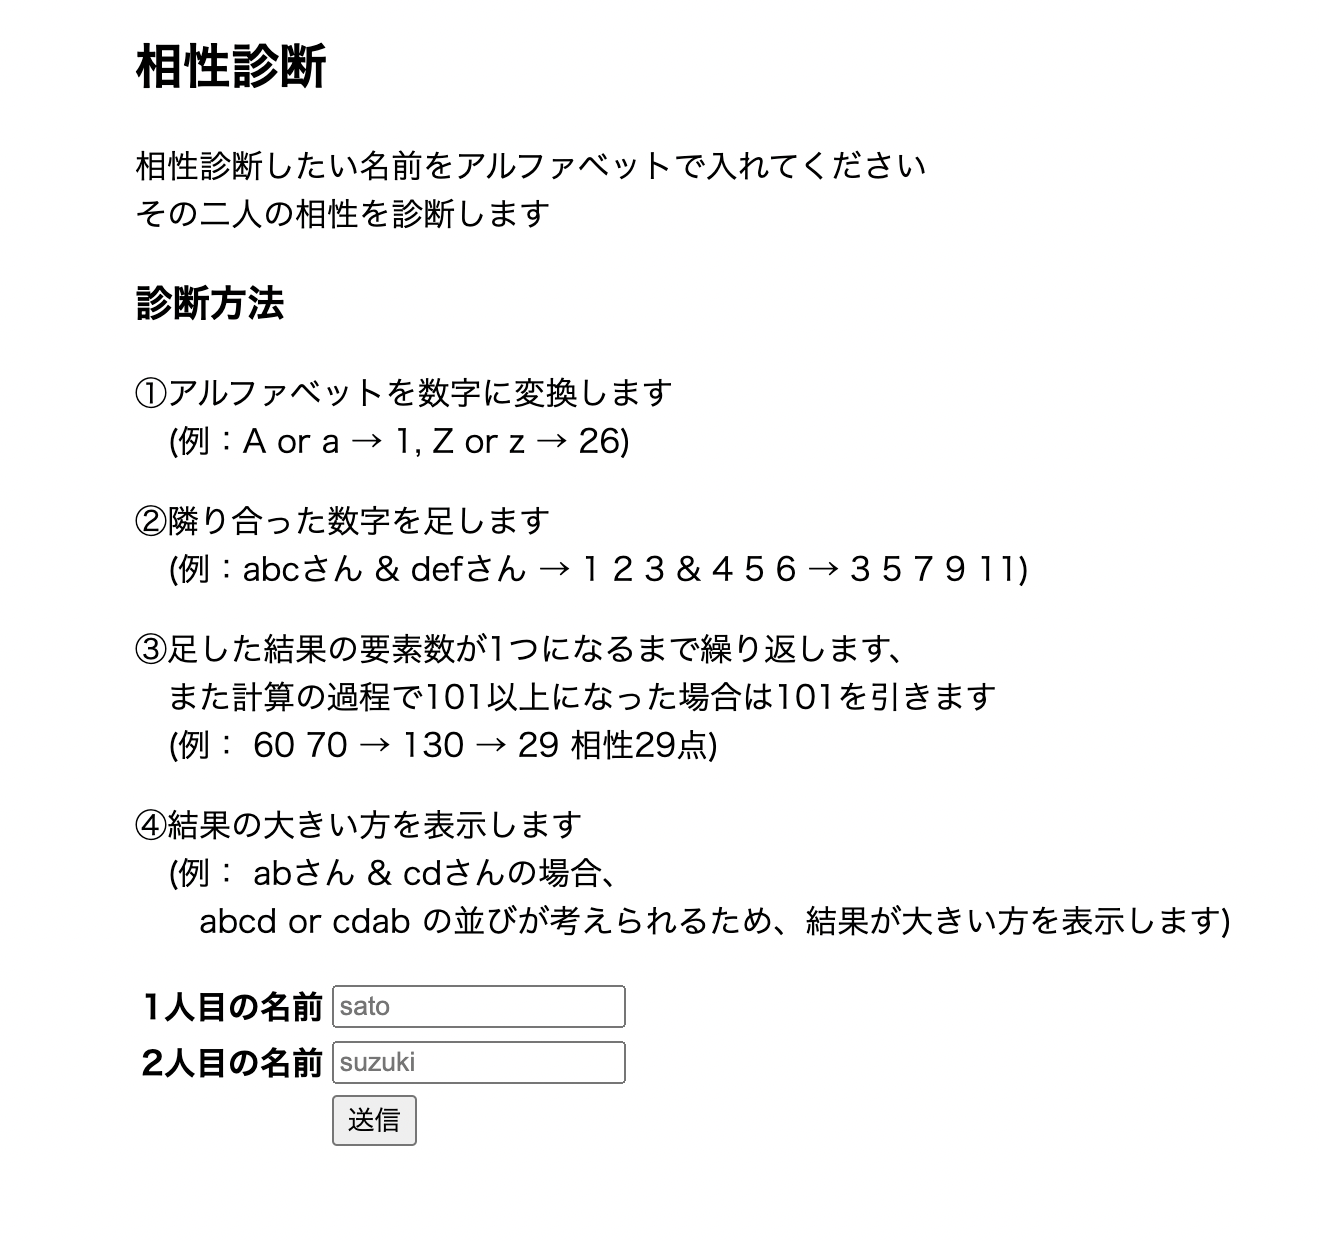 相性診断
相性診断したい名前をアルファベットで入れてください
その二人の相性を診断します
診断方法
①アルファベットを数字に変換します
(例：A or a → 1, Z or z → 26)
②隣り合った数字を足します
(例：abcさん & defさん → 1 2 3 & 4 5 6 → 3 5 7 9 11)
③足した結果の要素数が1つになるまで繰り返します、
また計算の過程で101以上になった場合は101を引きます
(例： 60 70 → 130 → 29 相性29点)
④結果の大きい方を表示します
(例： abさん & cdさんの場合、
abcd or cdab の並びが考えられるため、結果が大きい方を表示します)
1人目の名前 sato
2人目の名前 suzuki
送信